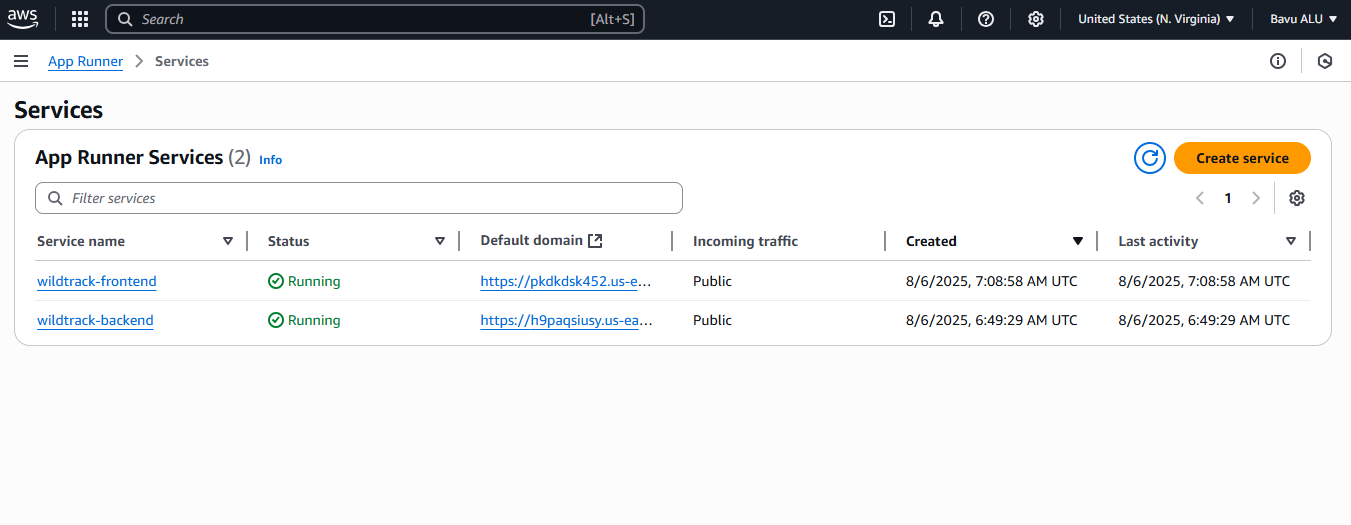 aws
Search [Alt+S] United States (N. Virginia) Bavu ALU
App Runner Services
Services
App Runner Services (2) Info Create service
Filter services 1
Service name Status Default domain Incoming traffic Created Last activity
wildtrack-frontend Running https://pkdkdsk452.us-e… Public 8/6/2025, 7:08:58 AM UTC 8/6/2025, 7:08:58 AM UTC
wildtrack-backend Running https://h9paqsiusy.us-ea… Public 8/6/2025, 6:49:29 AM UTC 8/6/2025, 6:49:29 AM UTC